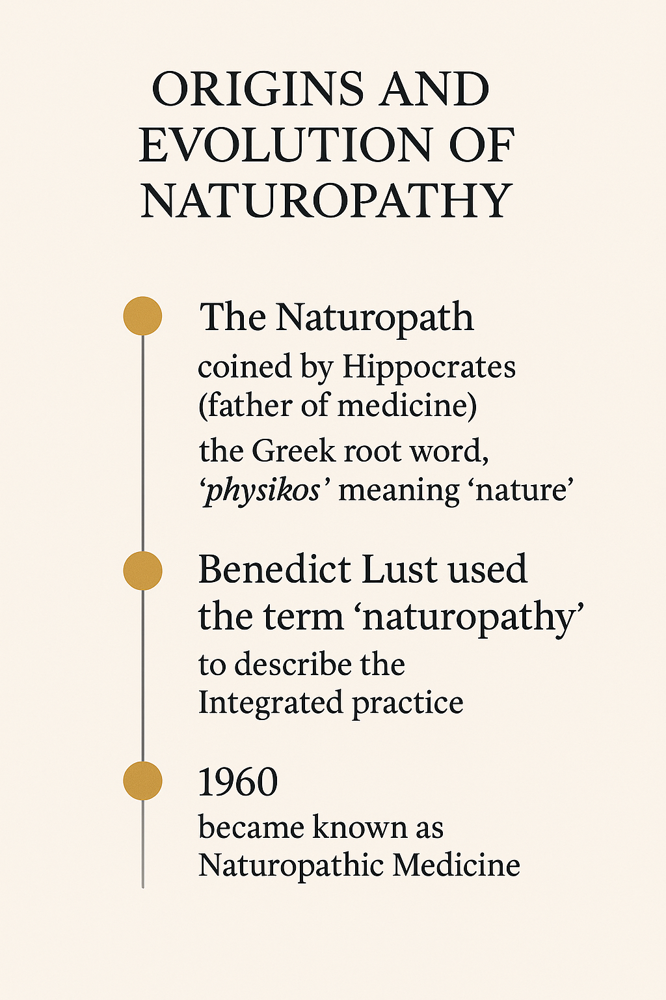 ORIGINS AND
EVOLUTION OF
NATUROPATHY
The Naturopath
coined by Hippocrates
(father of medicine)
the Greek root word,
‘physikos’ meaning ‘nature’
Benedict Lust used
the term ‘naturopathy’
to describe the
Integrated practice
1960
became known as
Naturopathic Medicine